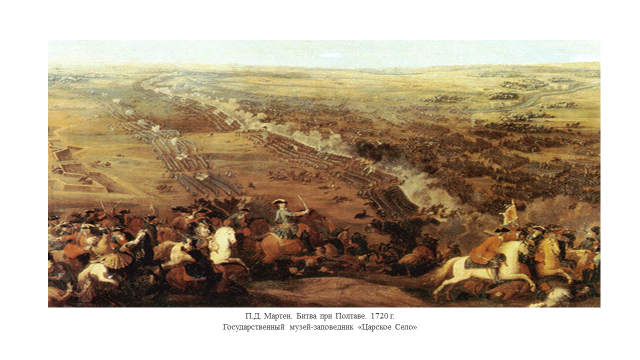 П.Д. Мартен. Битва при Полтаве. 1720 г.
Государственный музей-заповедник «Царское Село»